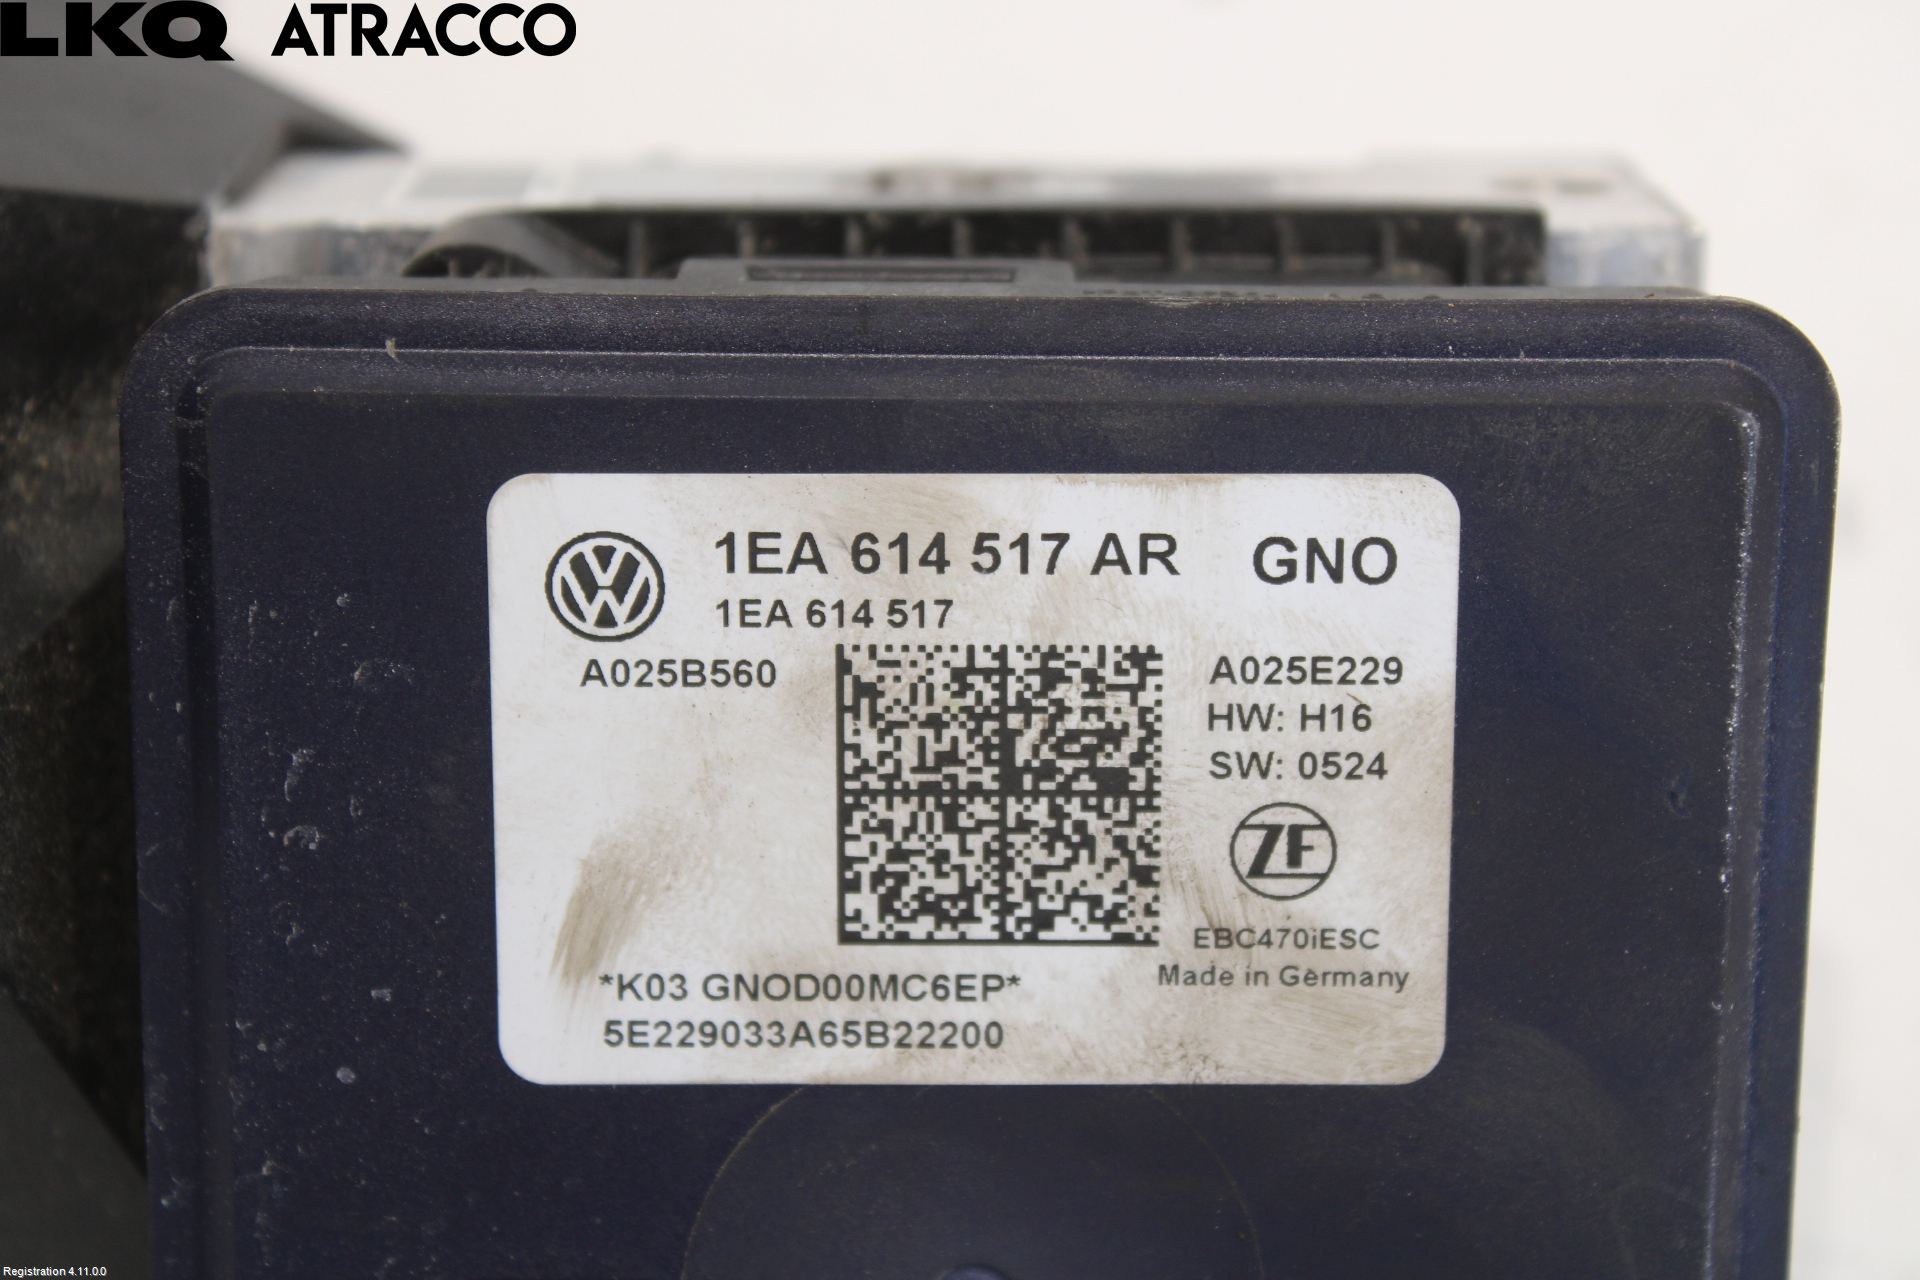 LKQ ATRACCO
1EA 614 517 AR GNO
1EA 614 517
A025B560
A025E229
HW: H16
SW: 0524
ZF
EBC470iESC
Made in Germany
*K03 GNOD00MC6EP*
5E229033A65B22200
Registration 4.11.0.0